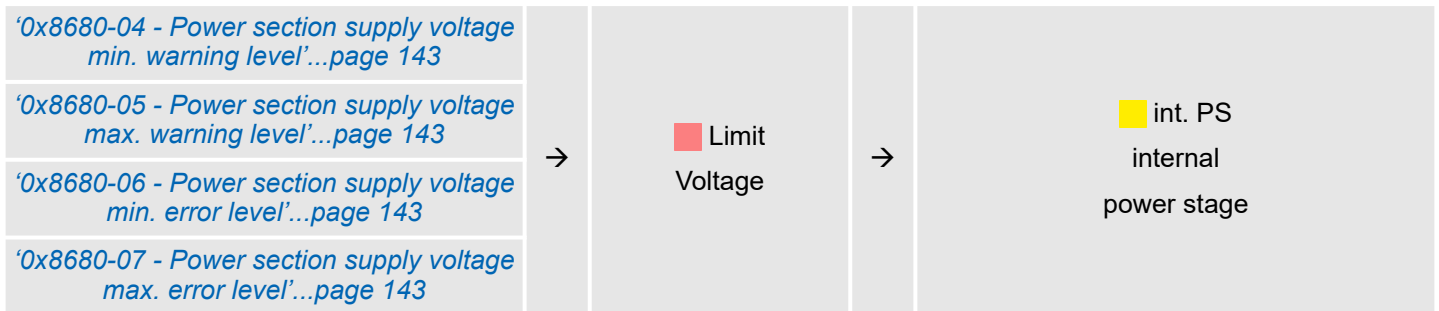 ‘0x8680-04 - Power section supply voltage
min. warning level’...page 143
‘0x8680-05 - Power section supply voltage
max. warning level’...page 143
‘0x8680-06 - Power section supply voltage
min. error level’...page 143
‘0x8680-07 - Power section supply voltage
max. error level’...page 143
→
Limit
Voltage
→
int. PS
internal
power stage